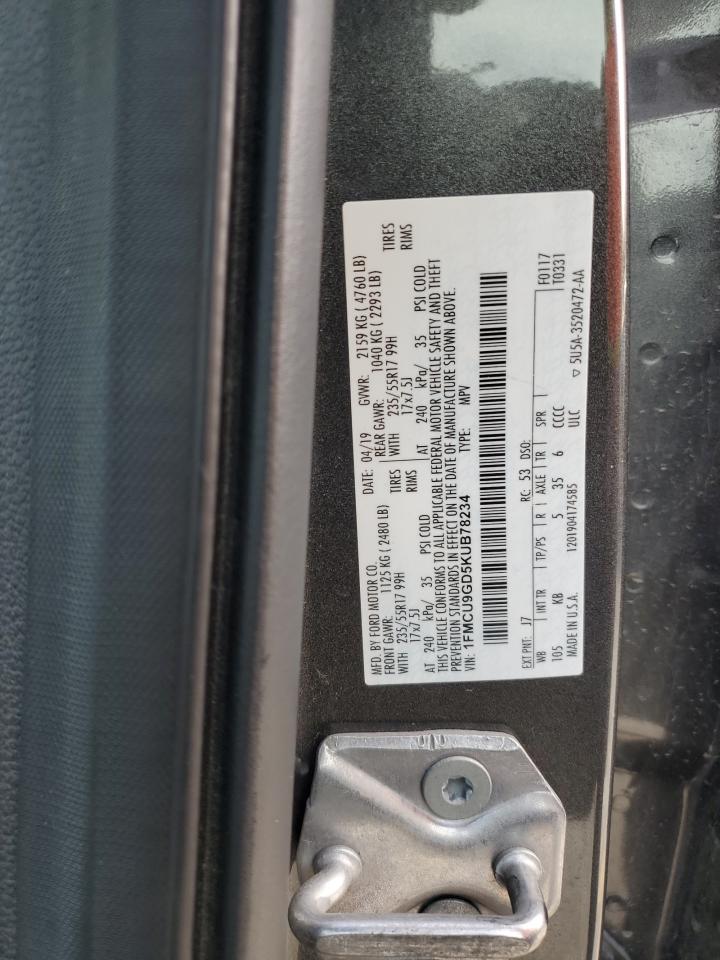 MFD. BY FORD MOTOR CO. DATE: 04/19 GVWR: 2159 KG ( 4760 LB)
FRONT GAWR: 1125 KG ( 2480 LB) REAR GAWR: 1040 KG ( 2293 LB)
WITH 235/55R17 99H TIRES WITH 235/55R17 99H TIRES
17x7.5J RIMS 17x7.5J RIMS
AT 240 kPa/ 35 PSI COLD AT 240 kPa/ 35 PSI COLD
THIS VEHICLE CONFORMS TO ALL APPLICABLE FEDERAL MOTOR VEHICLE SAFETY AND THEFT
PREVENTION STANDARDS IN EFFECT ON THE DATE OF MANUFACTURE SHOWN ABOVE.
VIN: 1FMCU9GD5KUB78234 TYPE: MPV
F0117
EXT PNT: J7 RC: 53 DSO: T0331
WB INT TR TP/PS R AXLE TR SPR
105 KB 5 35 6 CCCC
MADE IN U.S.A. 1201904174585 ULC ▽ 5U5A-3520472-AA